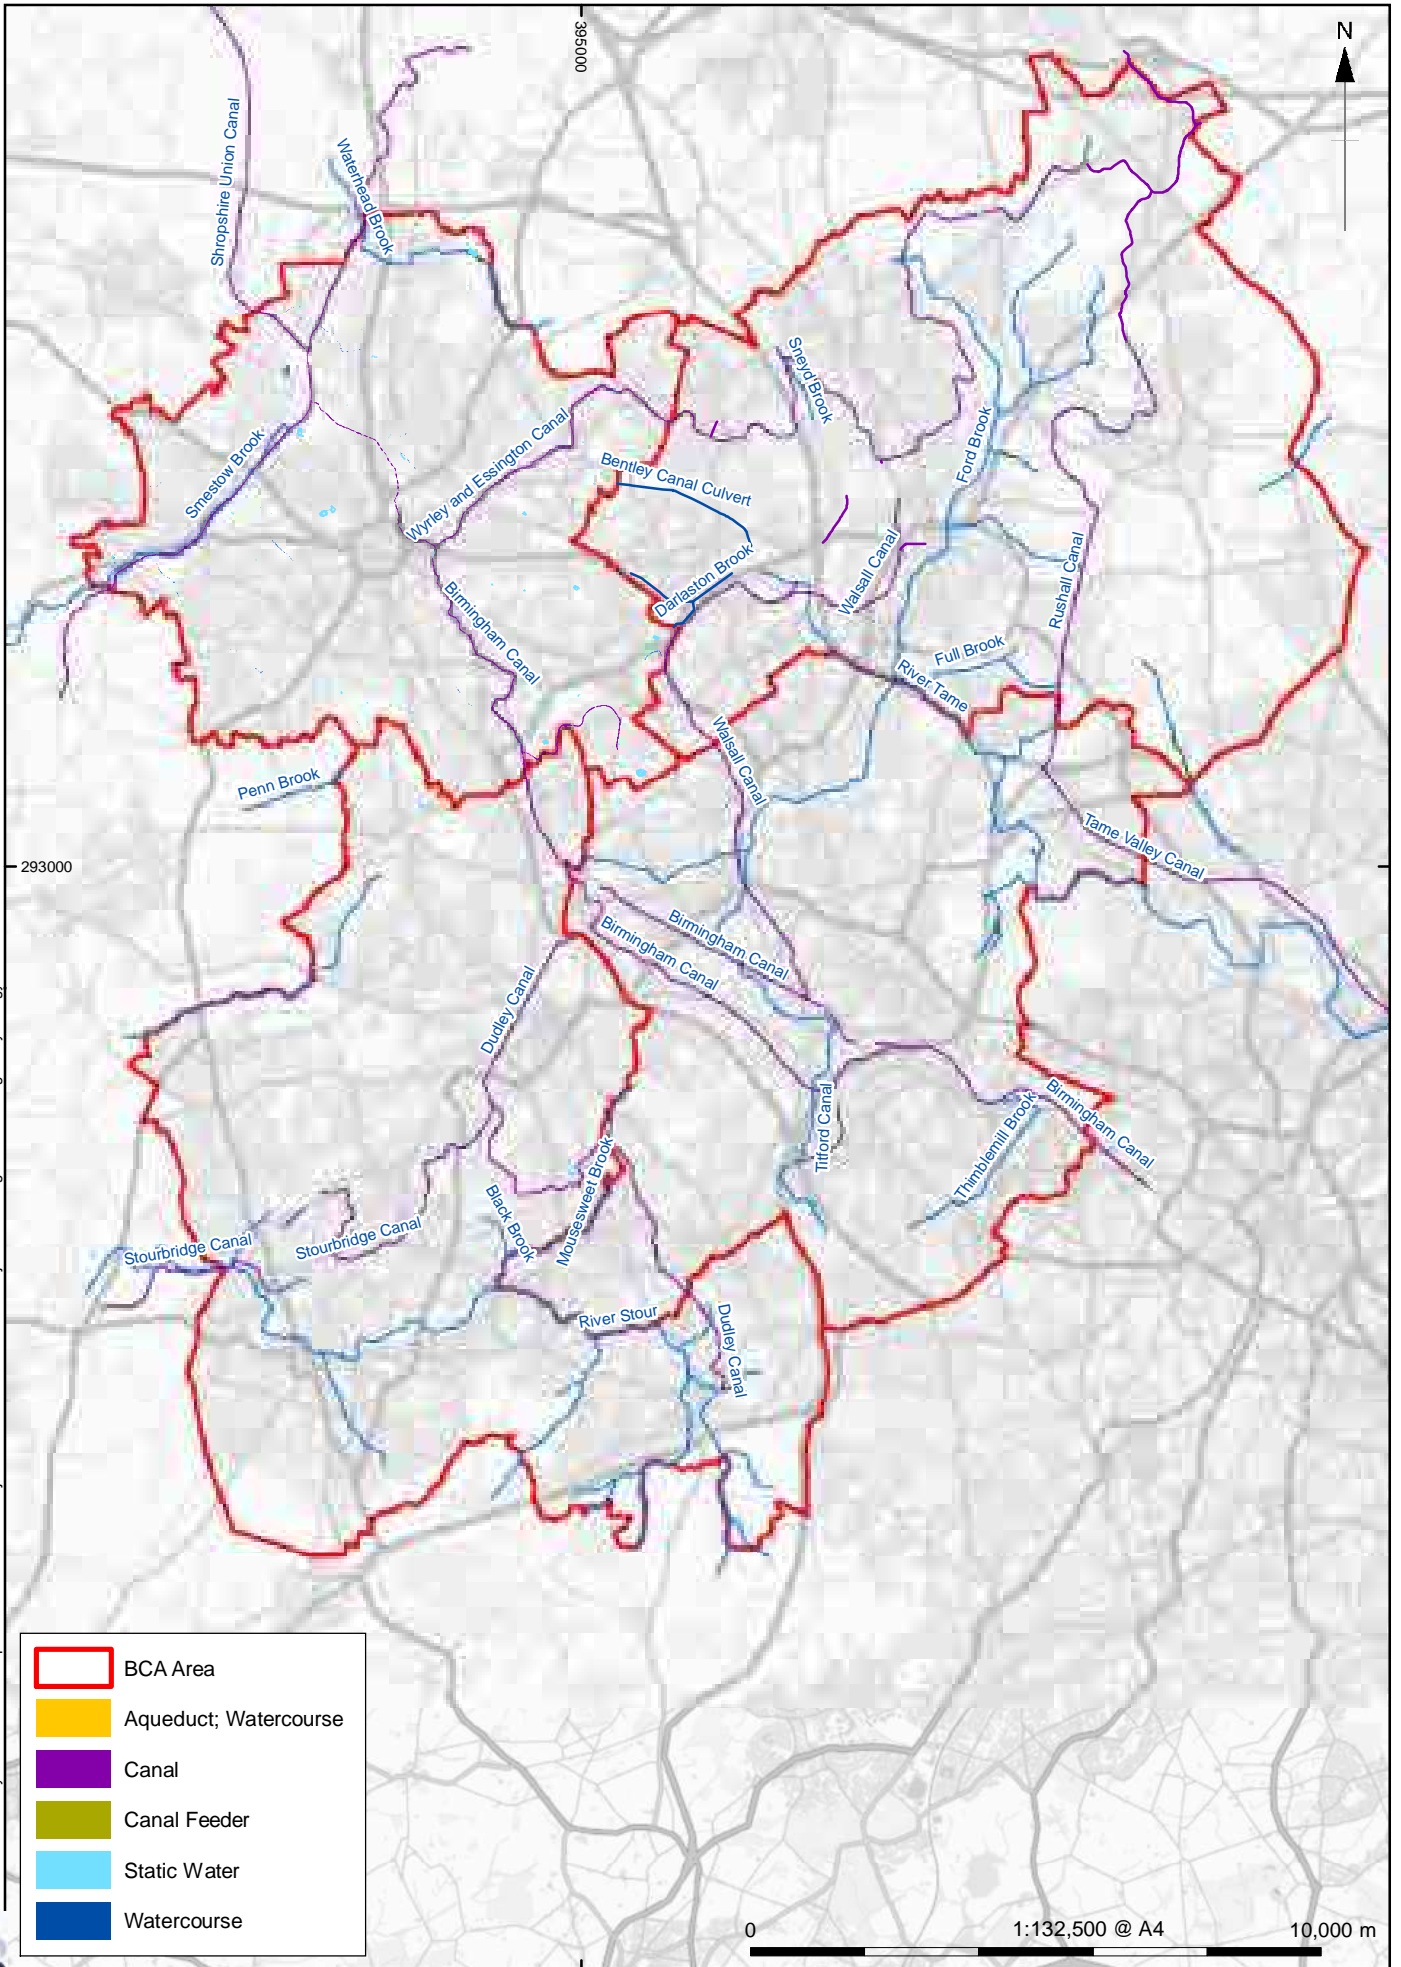 395000
N
Shropshire Union Canal
Waterhead Brook
Sneyd Brook
Ford Brook
Smestow Brook
Wyrley and Essington Canal
Bentley Canal Culvert
Darlaston Brook
Walsall Canal
Rushall Canal
Birmingham Canal
Full Brook
River Tame
Walsall Canal
Penn Brook
Tame Valley Canal
293000
Birmingham Canal
Birmingham Canal
Dudley Canal
Titford Canal
Thimblemill Brook
Birmingham Canal
Mousesweet Brook
Black Brook
Stourbridge Canal
Stourbridge Canal
River Stour
Dudley Canal
BCA Area
Aqueduct; Watercourse
Canal
Canal Feeder
Static Water
Watercourse
0
1:132,500 @ A4
10,000 m